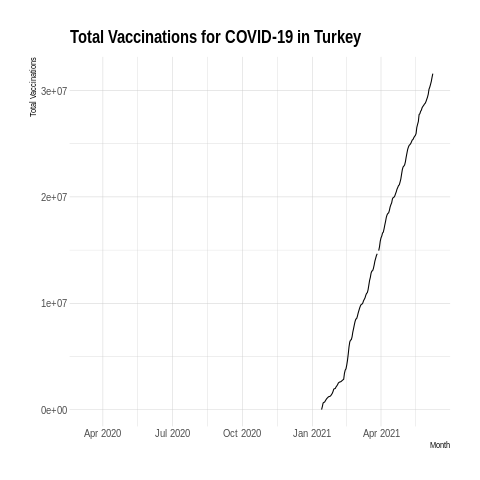 Total Vaccinations for COVID-19 in Turkey
Total Vaccinations
3e+07
2e+07
1e+07
0e+00
Apr 2020 Jul 2020 Oct 2020 Jan 2021 Apr 2021
Month